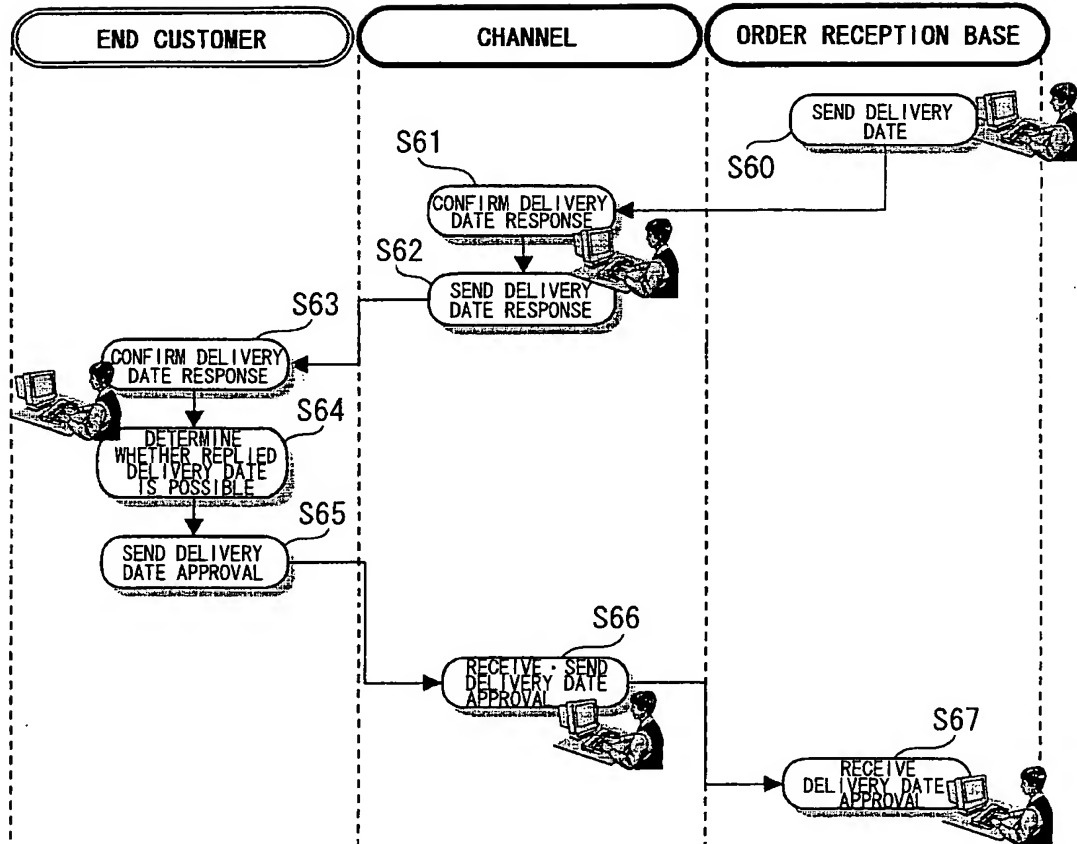 END CUSTOMER
CHANNEL
ORDER RECEPTION BASE
SEND DELIVERY
DATE
S60
S61
CONFIRM DELIVERY
DATE RESPONSE
S62
SEND DELIVERY
DATE RESPONSE
S63
CONFIRM DELIVERY
DATE RESPONSE
S64
DETERMINE
WHETHER REPLIED
DELIVERY DATE
IS POSSIBLE
S65
SEND DELIVERY
DATE APPROVAL
S66
RECEIVE・SEND
DELIVERY DATE
APPROVAL
S67
RECEIVE
DELIVERY DATE
APPROVAL